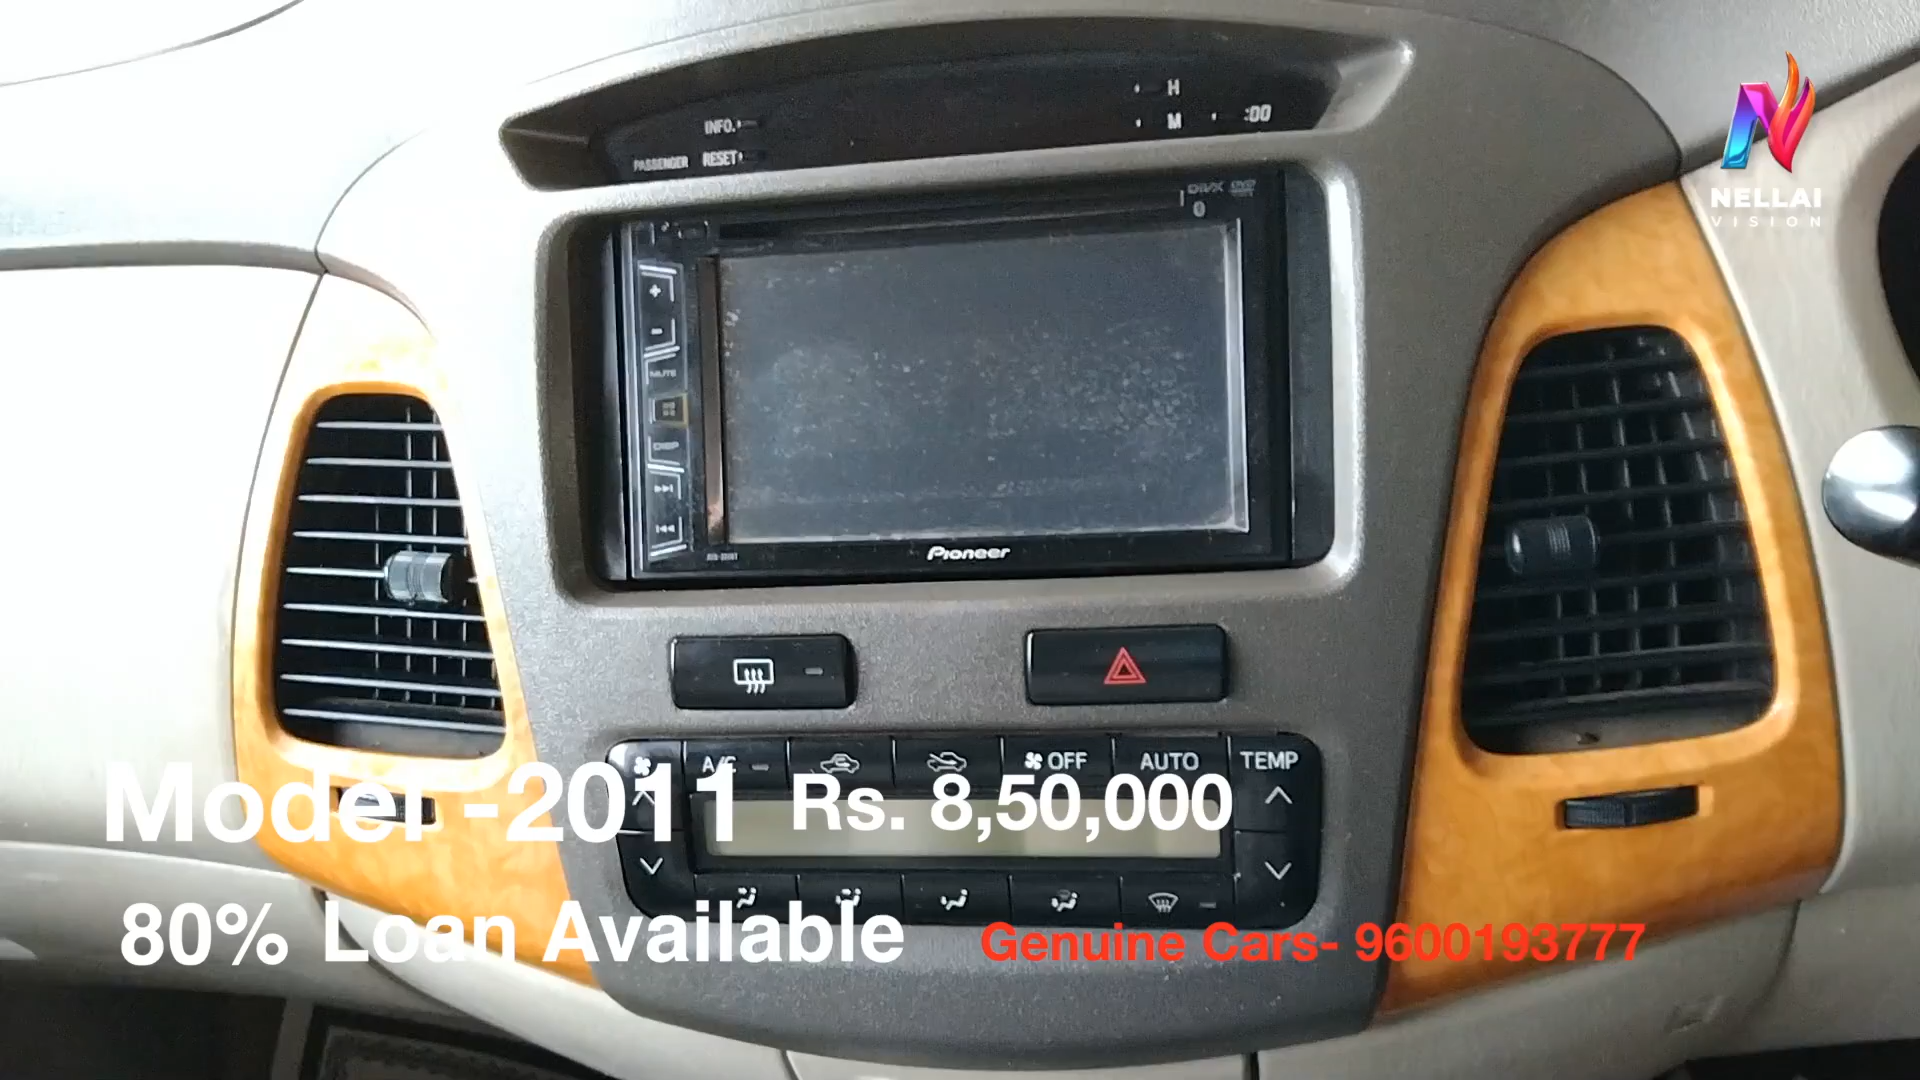 H
INFO.
M
:00
PASSENGER RESET
NELLAI
VISION
MUTE
DISP
Pioneer
A/C
OFF
AUTO
TEMP
Model -2011 Rs. 8,50,000
80% Loan Available
Genuine Cars- 9600193777